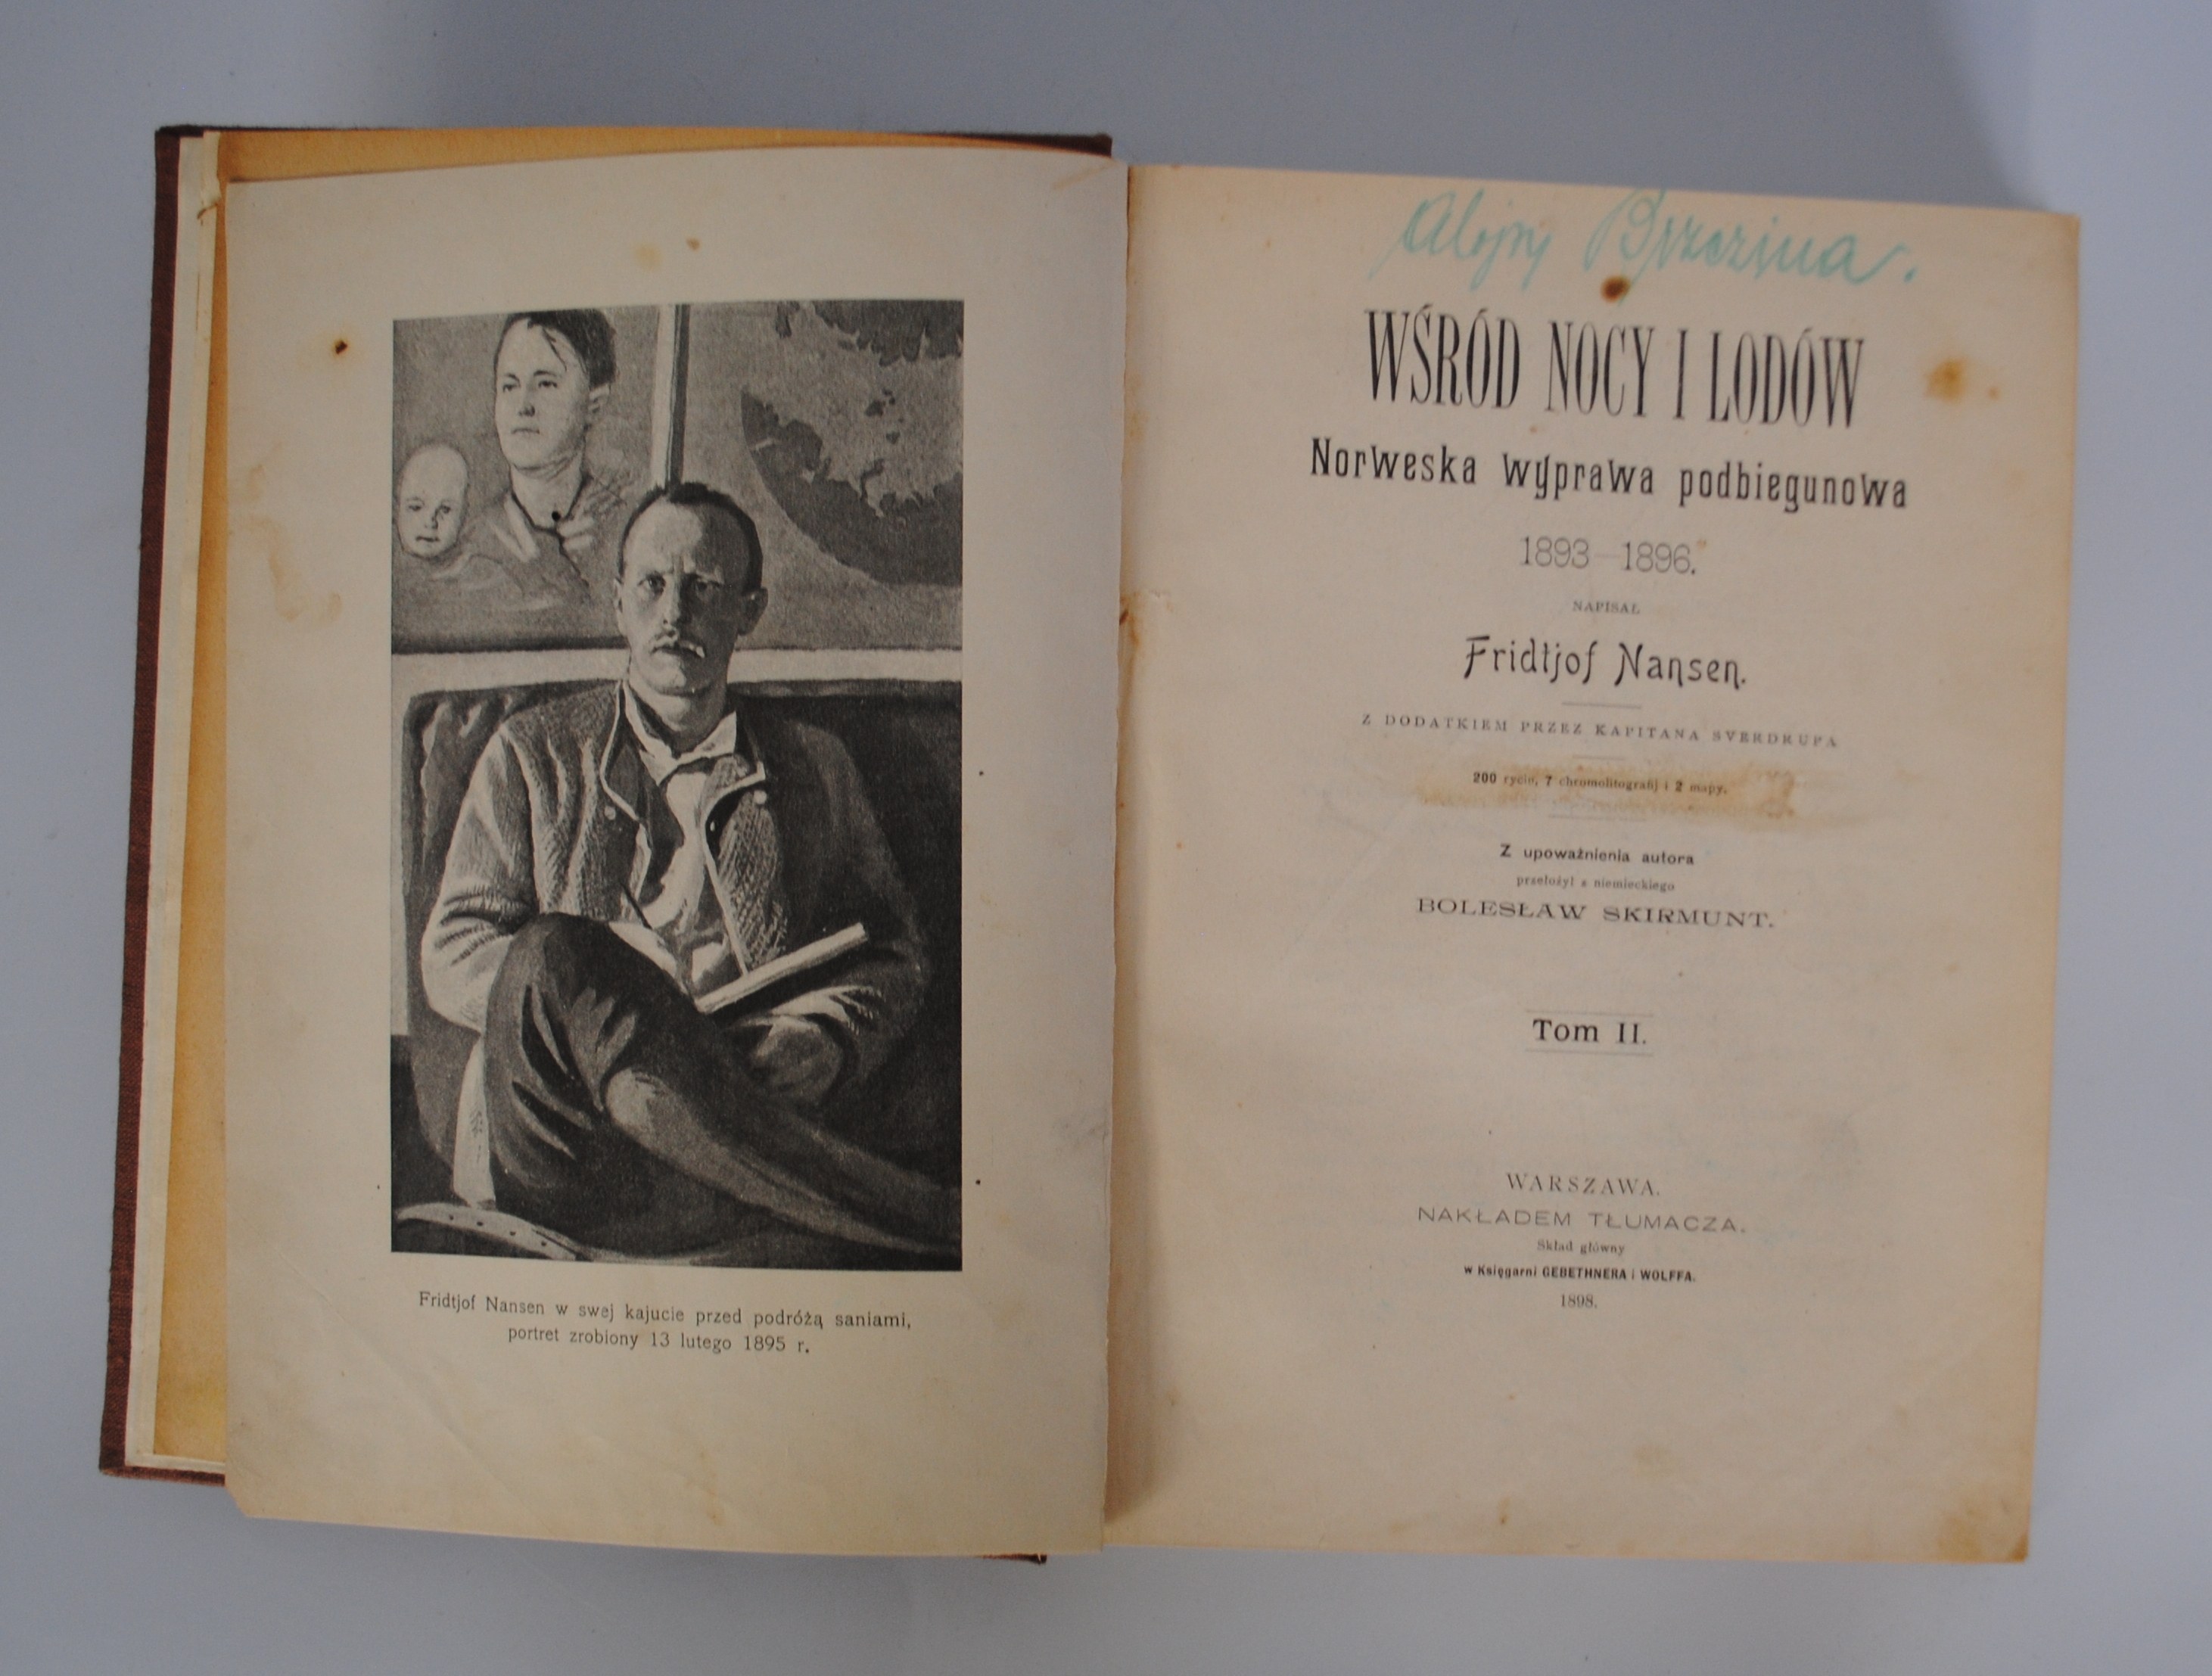 Fridtjof Nansen w swej kajucie przed podróżą saniami,
portret zrobiony 13 lutego 1895 r.
Alojzy Brzezina.
WŚRÓD NOCY I LODÓW
Norweska wyprawa podbiegunowa
1893—1896.
NAPISAŁ
Fridtjof Nansen.
Z DODATKIEM PRZEZ KAPITANA SVERDRUPA
200 rycin, 7 chromolitografij i 2 mapy.
Z upoważnienia autora
przełożył z niemieckiego
BOLESŁAW SKIRMUNT.
Tom II.
WARSZAWA.
NAKŁADEM TŁUMACZA.
Skład główny
w Księgarni GEBETHNERA i WOLFFA.
1898.